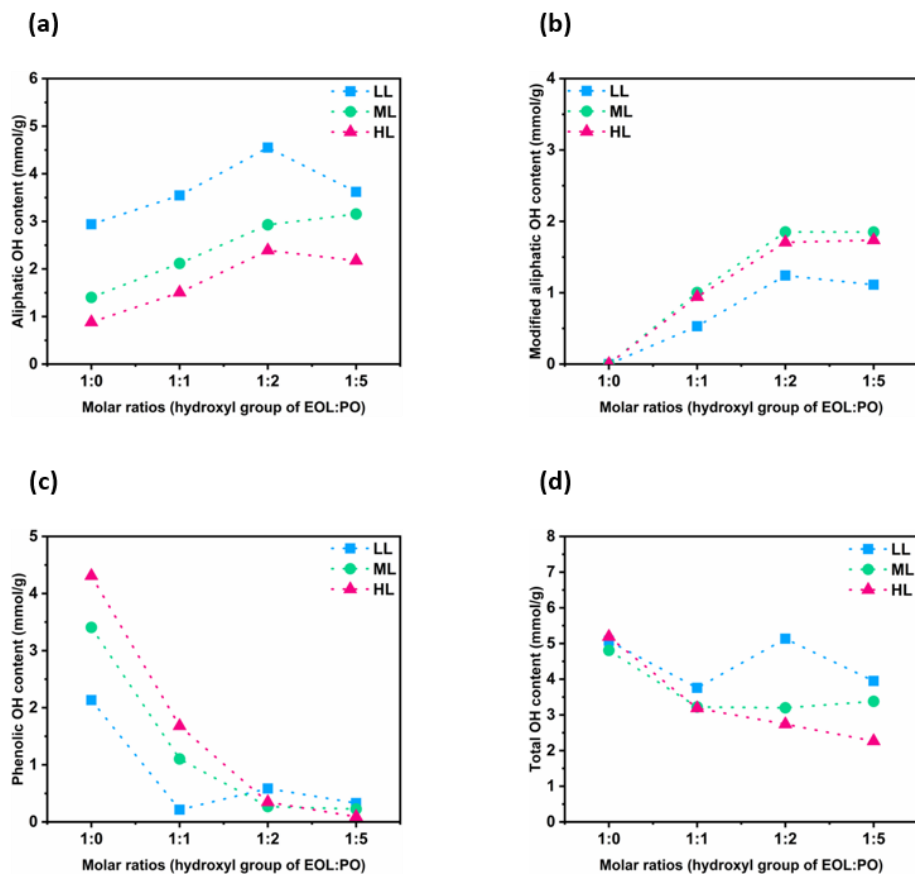 (a)
Aliphatic OH content (mmol/g)
6
5
4
3
2
1
0
LL
ML
HL
1:0 1:1 1:2 1:5
Molar ratios (hydroxyl group of EOL:PO)
(b)
Modified aliphatic OH content (mmol/g)
4
3
2
1
0
LL
ML
HL
1:0 1:1 1:2 1:5
Molar ratios (hydroxyl group of EOL:PO)
(c)
Phenolic OH content (mmol/g)
5
4
3
2
1
0
LL
ML
HL
1:0 1:1 1:2 1:5
Molar ratios (hydroxyl group of EOL:PO)
(d)
Total OH content (mmol/g)
8
7
6
5
4
3
2
1
0
LL
ML
HL
1:0 1:1 1:2 1:5
Molar ratios (hydroxyl group of EOL:PO)